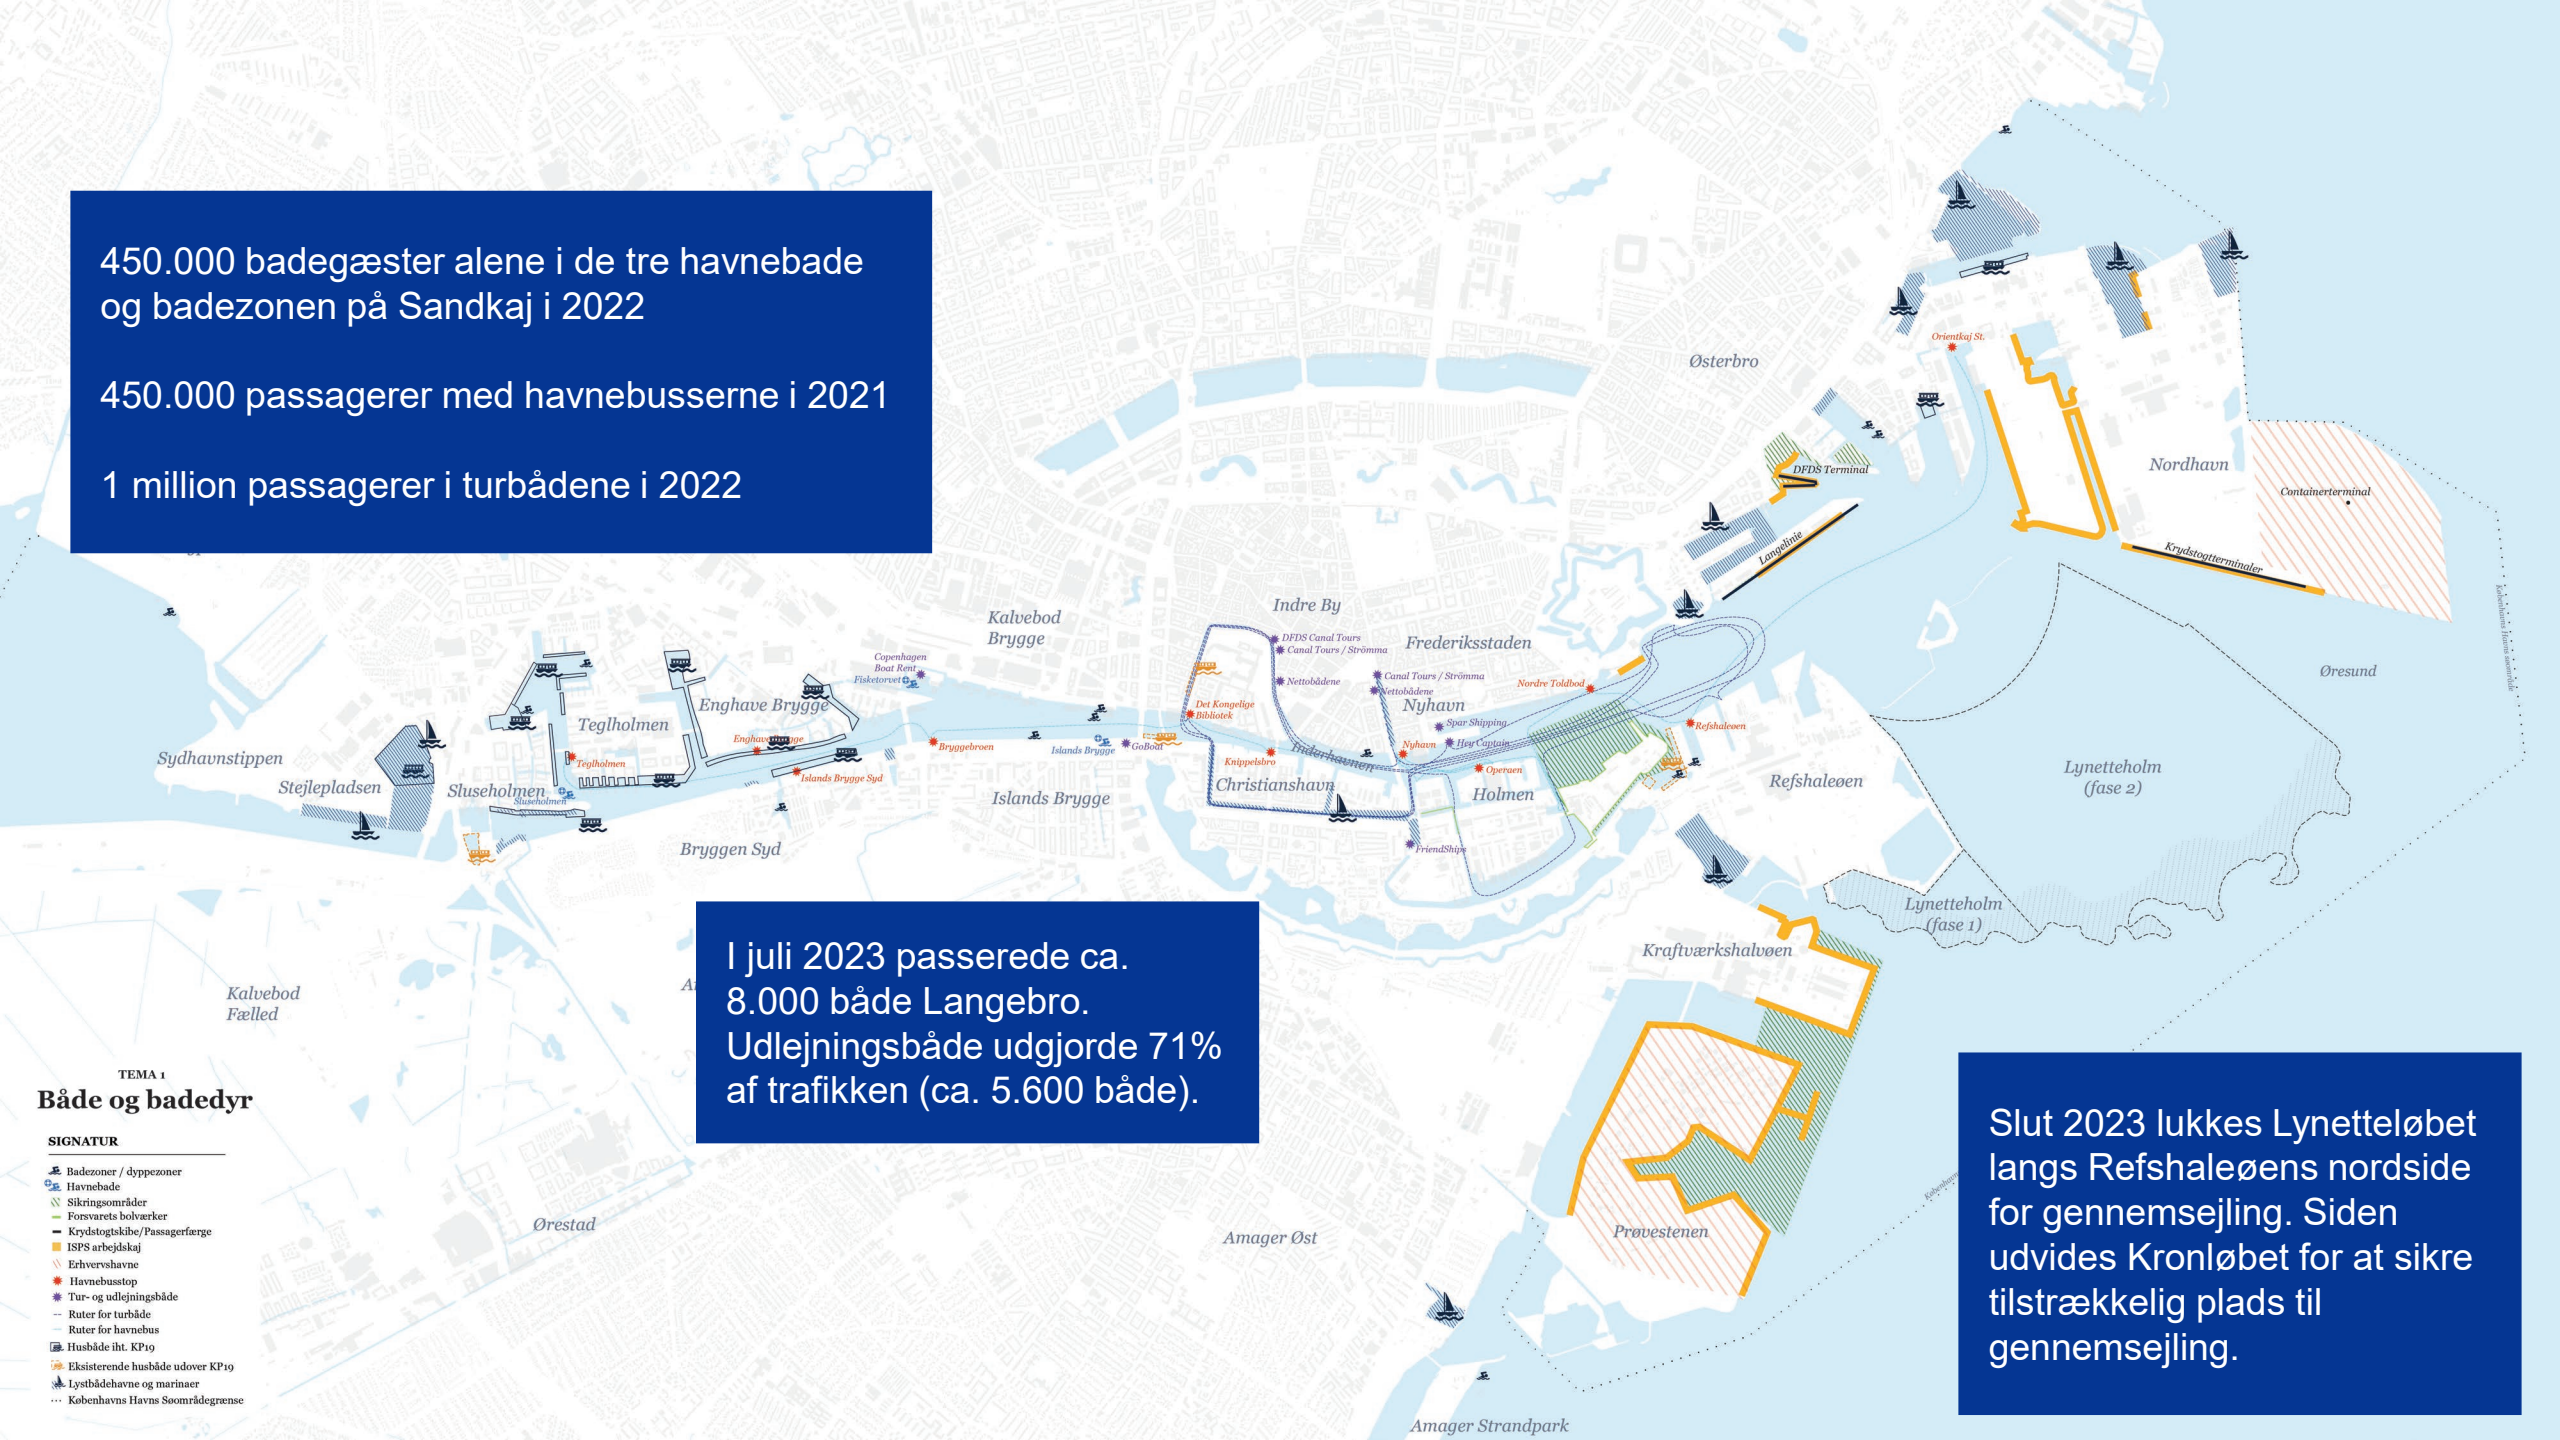 450.000 badegæster alene i de tre havnebade
og badezonen på Sandkaj i 2022
450.000 passagerer med havnebusserne i 2021
1 million passagerer i turbådene i 2022
Østerbro
Orientkaj St.
Nordhavn
DFDS Terminal
Containerterminal
Langelinie
Krydstogtterminaler
Københavns Havns søområde
Øresund
Indre By
Kalvebod
Brygge
DFDS Canal Tours
Canal Tours / Strömma
Frederiksstaden
Copenhagen
Boat Rent
Fisketorvet
Nettobådene
Canal Tours / Strömma
Nettobådene
Nordre Toldbod
Enghave Brygge
Det Kongelige
Bibliotek
Nyhavn
Teglholmen
Spar Shipping
Refshaleøen
Enghave Brygge
Bryggebroen
Islands Brygge
GoBoat
Inderhavnen
Nyhavn
Hey Captain
Sydhavnstippen
Teglholmen
Knippelsbro
Operaen
Lynetteholm
(fase 2)
Stejlepladsen
Sluseholmen
Sluseholmen
Islands Brygge Syd
Islands Brygge
Christianshavn
Holmen
Refshaleøen
Bryggen Syd
FriendShips
Lynetteholm
(fase 1)
Kraftværkshalvøen
I juli 2023 passerede ca.
8.000 både Langebro.
Udlejningsbåde udgjorde 71%
af trafikken (ca. 5.600 både).
Kalvebod
Fælled
Slut 2023 lukkes Lynetteløbet
langs Refshaleøens nordside
for gennemsejling. Siden
udvides Kronløbet for at sikre
tilstrækkelig plads til
gennemsejling.
Ørestad
Amager Øst
Prøvestenen
Amager Strandpark
TEMA 1
Både og badedyr
SIGNATUR
Badezoner / dyppezoner
Havnebade
Sikringsområder
Forsvarets bolværker
Krydstogtskibe/Passagerfærge
ISPS arbejdskaj
Erhvervshavne
Havnebusstop
Tur- og udlejningsbåde
Ruter for turbåde
Ruter for havnebus
Husbåde iht. KP19
Eksisterende husbåde udover KP19
Lystbådehavne og marinaer
Københavns Havns Søområdegrænse